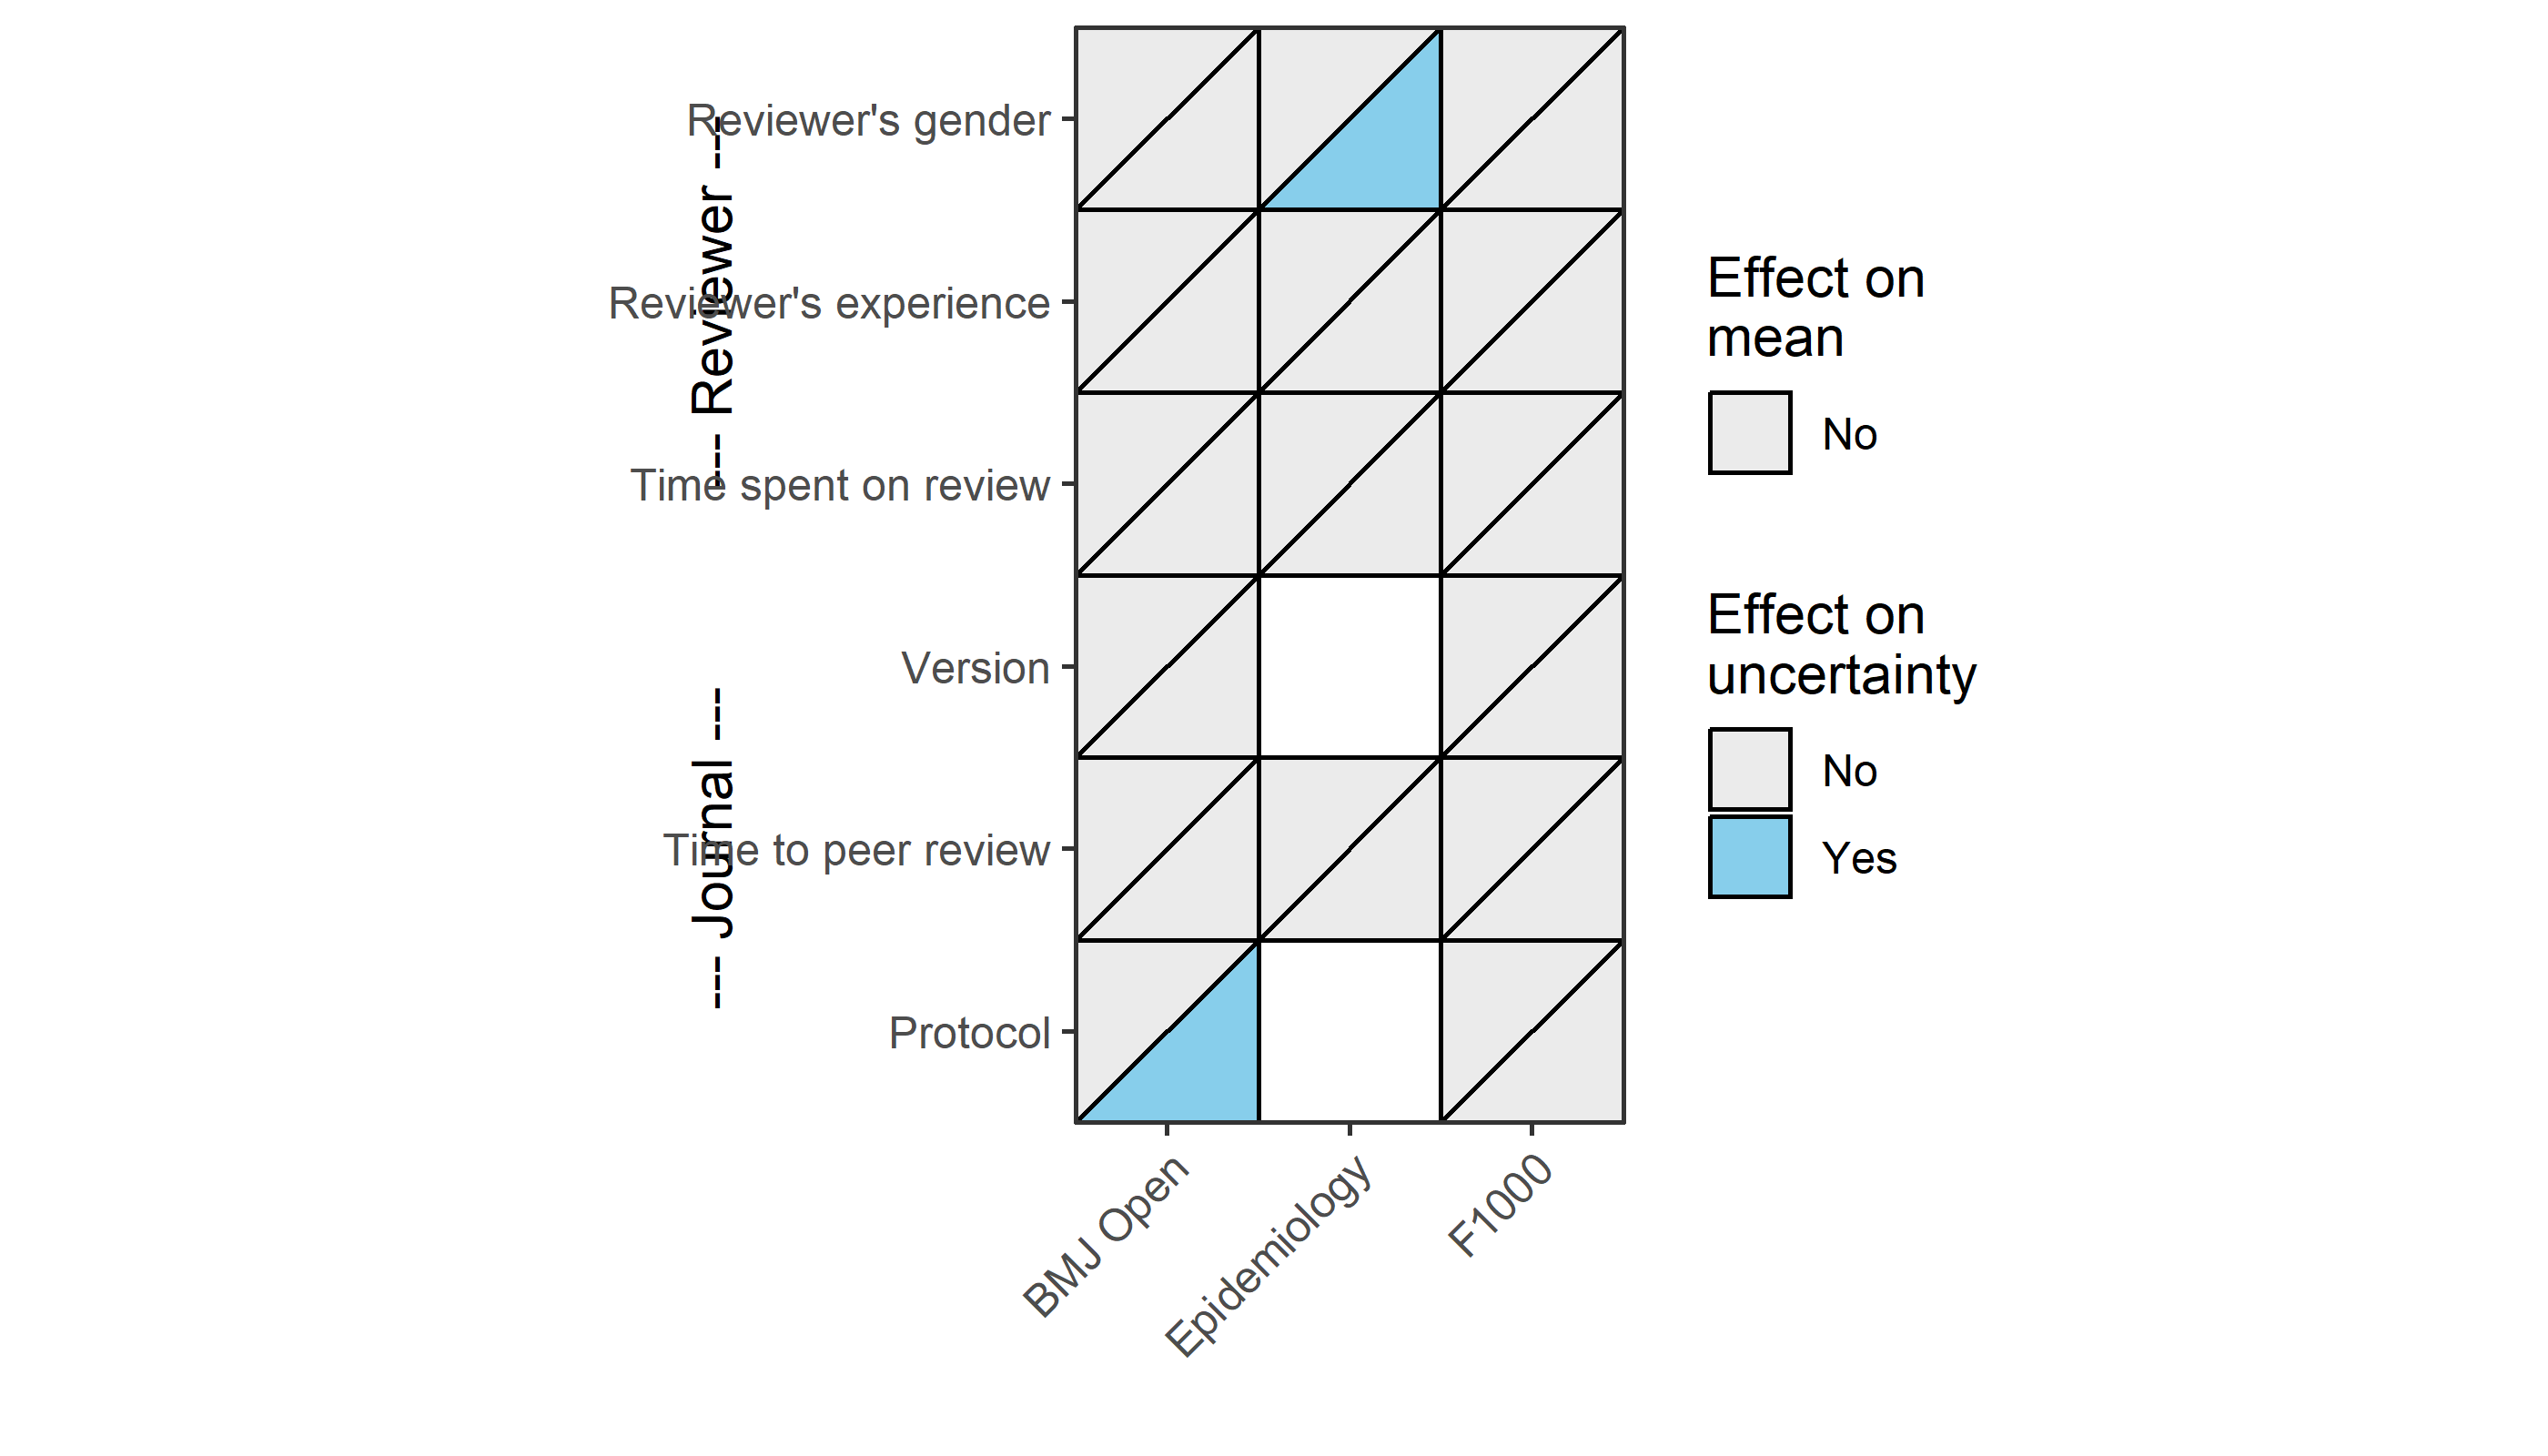 --- Reviewer ---
--- Journal ---
Reviewer's gender
Reviewer's experience
Time spent on review
Version
Time to peer review
Protocol
BMJ Open
Epidemiology
F1000
Effect on
mean
No
Effect on
uncertainty
No
Yes